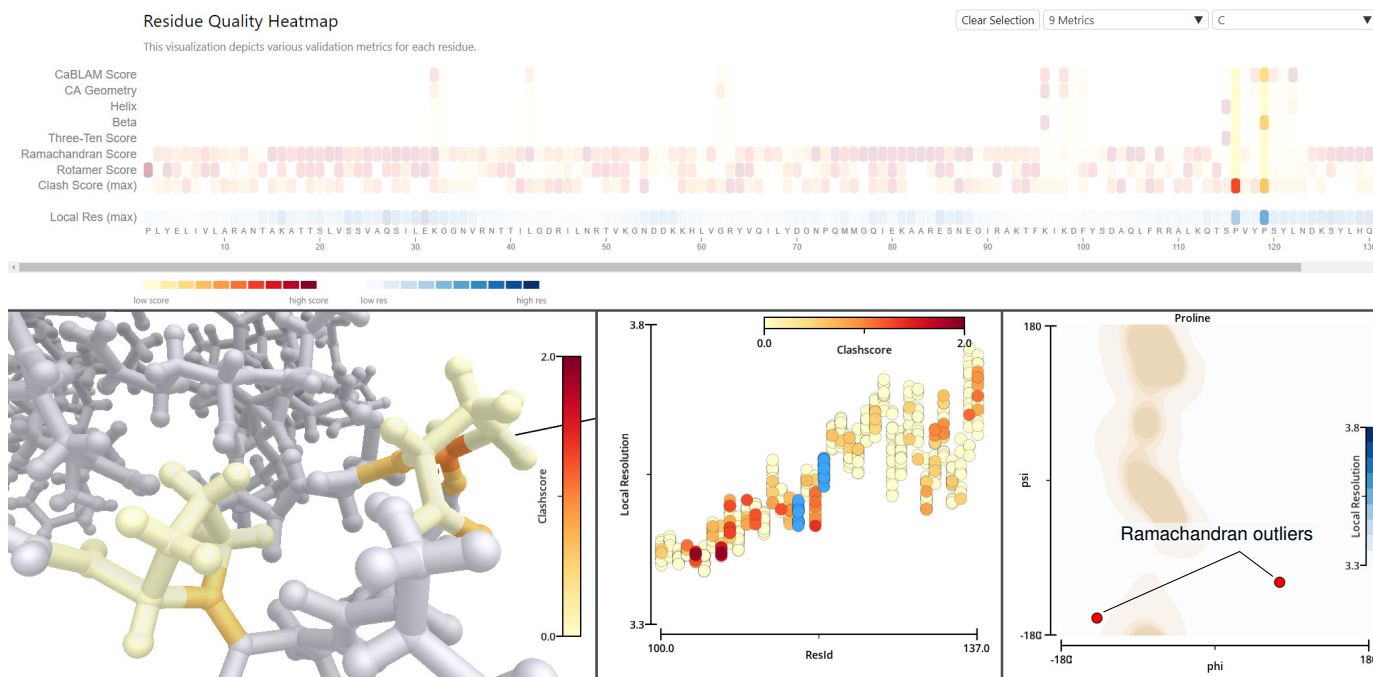 Residue Quality Heatmap
Clear Selection
9 Metrics
C
This visualization depicts various validation metrics for each residue.
CaBLAM Score
CA Geometry
Helix
Beta
Three-Ten Score
Ramachandran Score
Rotamer Score
Clash Score (max)
Local Res (max)
P L Y E L I V L A R A N T A K A T T S L V S S V A Q S I L E K G G N V R N T T I L G D R I L N R T V K G N D D K K H L V G R Y V Q I L Y D G N P Q M M G Q I E K A A R E S N E G I R A K T F K I K D F Y S D A Q L F R R A L K Q T S P V Y P S Y L N D K S Y L H Q
10 20 30 40 50 60 70 80 90 100 110 120 130
low score
high score
low res
high res
2.0
Clashscore
0.0
3.8
Local Resolution
3.3
0.0
2.0
Clashscore
100.0
ResId
137.0
Proline
180
psi
-180
Ramachandran outliers
-180
phi
180
3.8
Local Resolution
3.3